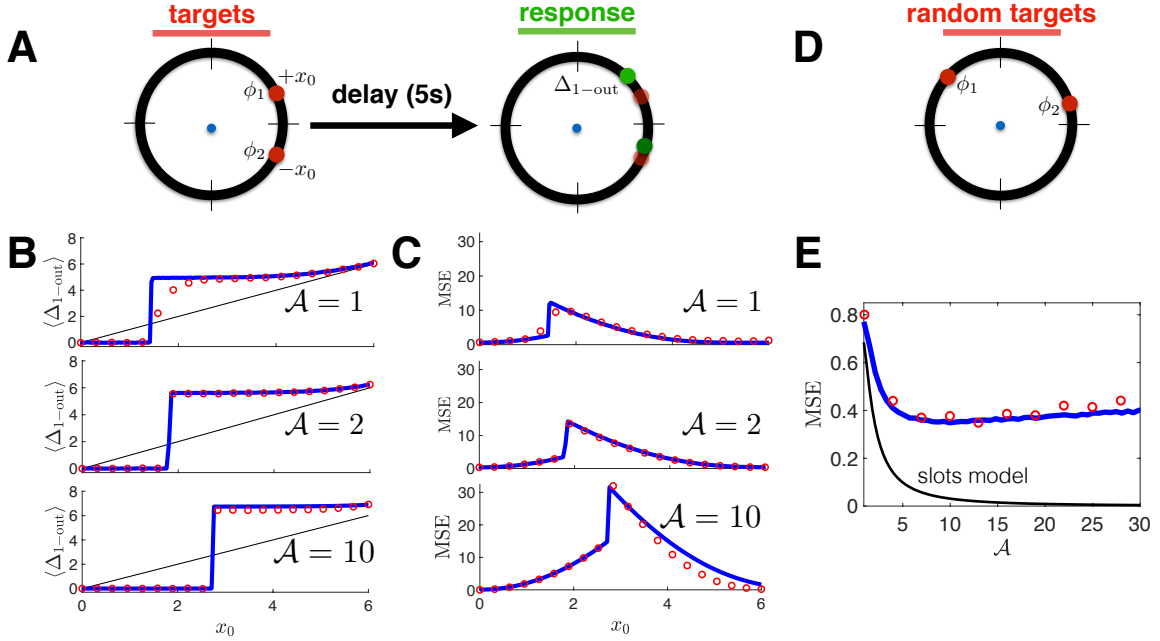 A
targets
response
D
random targets
+x₀
ϕ₁
ϕ₂
−x₀
delay (5s)
Δ₁₋ₒᵤₜ
ϕ₁
ϕ₂
B
⟨Δ₁₋ₒᵤₜ⟩
8
6
4
2
0
𝒜 = 1
⟨Δ₁₋ₒᵤₜ⟩
8
6
4
2
0
𝒜 = 2
⟨Δ₁₋ₒᵤₜ⟩
8
6
4
2
0
𝒜 = 10
0 2 4 6
x₀
C
MSE
30
20
10
0
𝒜 = 1
MSE
30
20
10
0
𝒜 = 2
MSE
30
20
10
0
𝒜 = 10
0 2 4 6
x₀
E
MSE
0.8
0.6
0.4
0.2
0
slots model
5 10 15 20 25 30
𝒜